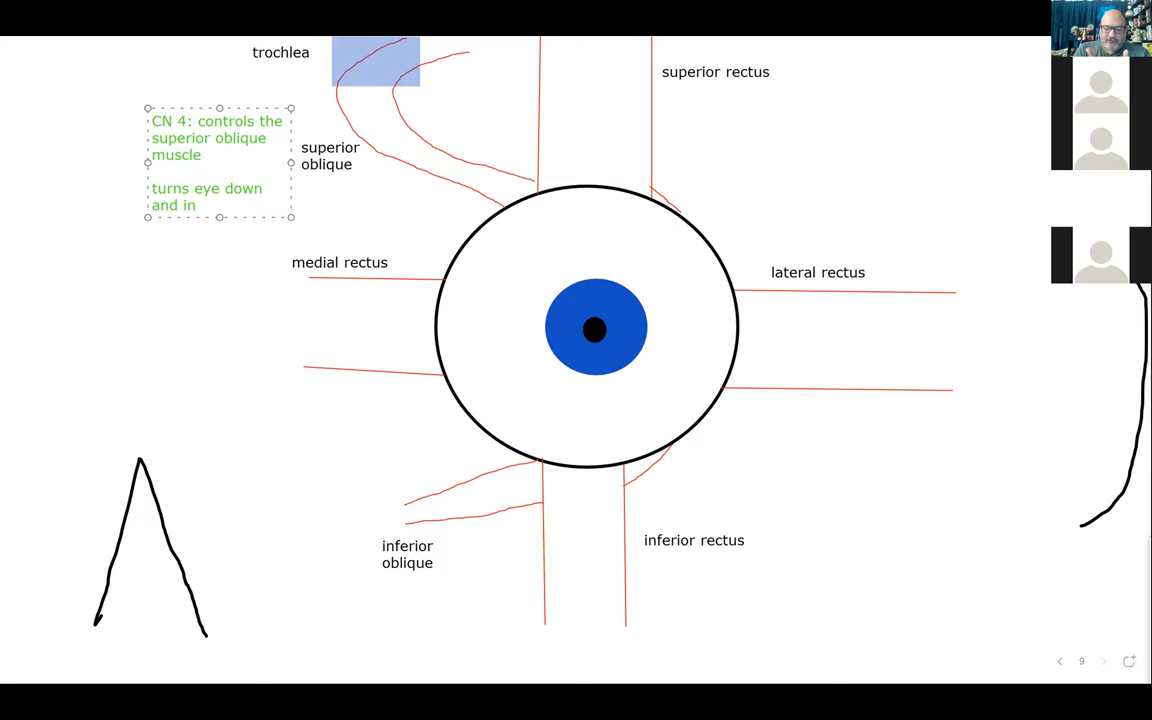 trochlea
superior rectus
CN 4: controls the
superior oblique
muscle
turns eye down
and in
superior
oblique
medial rectus
lateral rectus
inferior
oblique
inferior rectus
9